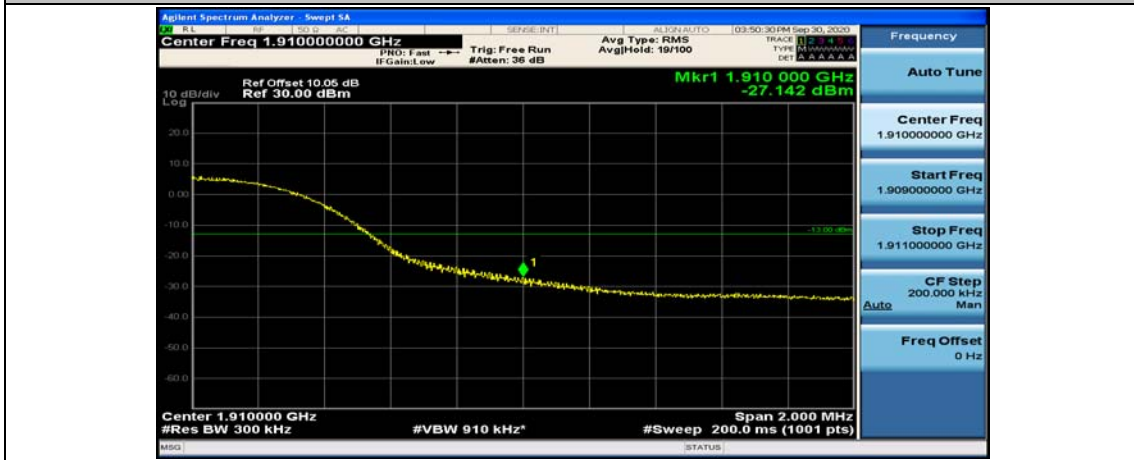 Agilent Spectrum Analyzer - Swept SA
RL RF 50 Ω AC SENSE:INT ALIGN AUTO 03:50:30 PM Sep 30, 2020
Center Freq 1.910000000 GHz
PNO: Fast
IFGain:Low
Trig: Free Run
#Atten: 36 dB
Avg Type: RMS
Avg|Hold: 19/100
TRACE 1 2 3 4 5 6
TYPE M
DET A A A A A A
Mkr1 1.910 000 GHz
-27.142 dBm
Ref Offset 10.05 dB
10 dB/div Ref 30.00 dBm
Log
20.0
10.0
0.00
-10.0
-20.0
-30.0
-40.0
-50.0
-60.0
-13.00 dBm
1
Center 1.910000 GHz Span 2.000 MHz
#Res BW 300 kHz #VBW 910 kHz* #Sweep 200.0 ms (1001 pts)
MSG STATUS
Frequency
Auto Tune
Center Freq
1.910000000 GHz
Start Freq
1.909000000 GHz
Stop Freq
1.911000000 GHz
CF Step
200.000 kHz
Auto Man
Freq Offset
0 Hz